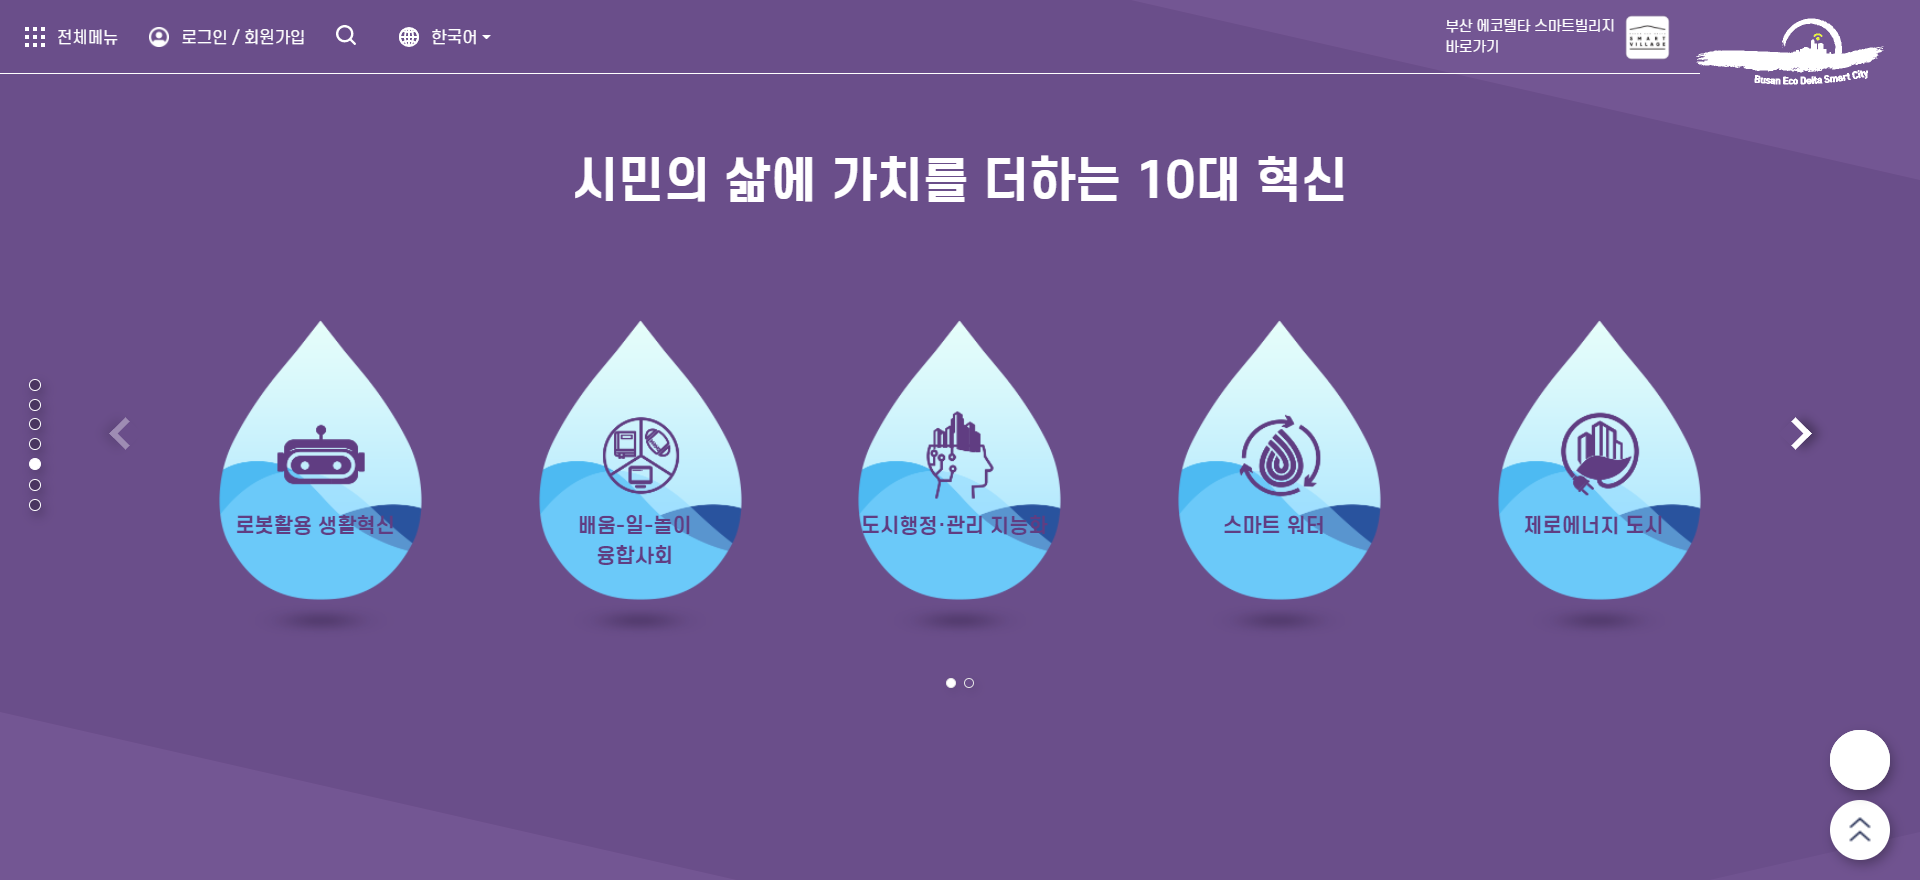 전체메뉴
로그인 / 회원가입
한국어
부산 에코델타 스마트빌리지
바로가기
SMART
VILLAGE
Busan Eco Delta Smart City
시민의 삶에 가치를 더하는 10대 혁신
로봇활용 생활혁신
배움-일-놀이
융합사회
도시행정·관리 지능화
스마트 워터
제로에너지 도시